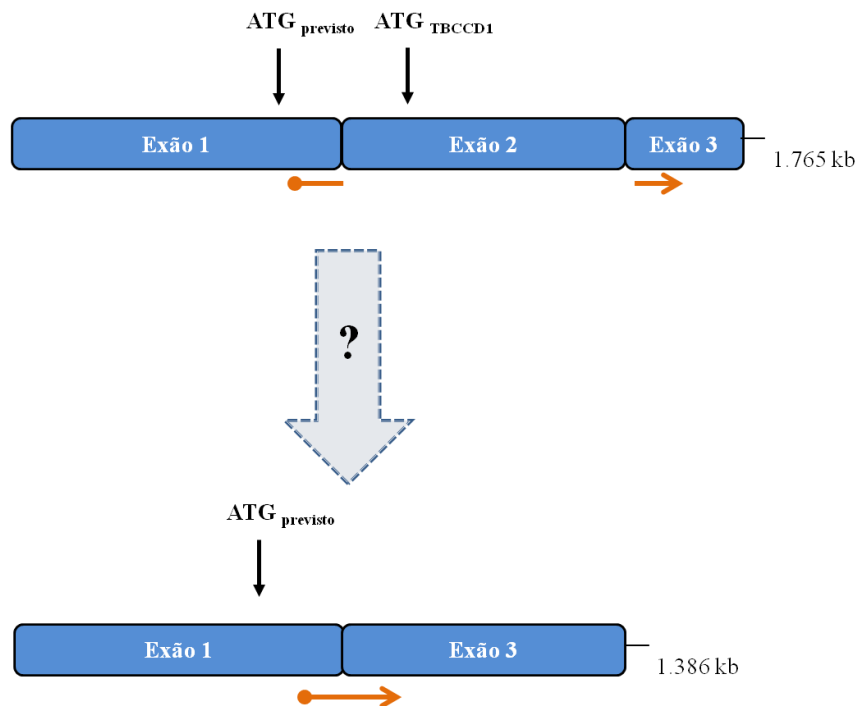 ATG previsto ATG TBCCD1
Exão 1 Exão 2 Exão 3
1.765 kb
?
ATG previsto
Exão 1 Exão 3
1.386 kb